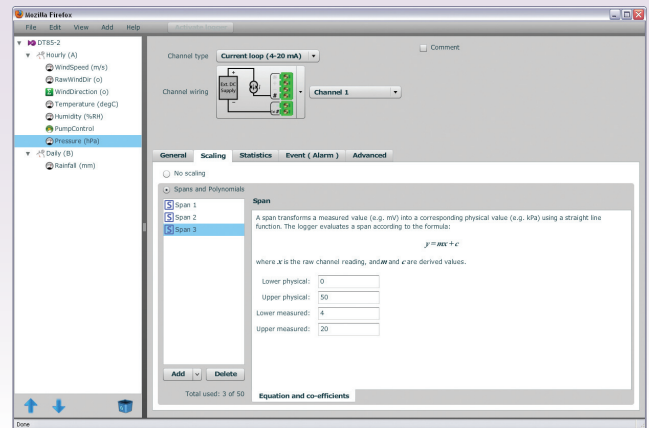 Mozilla Firefox
File Edit View Add Help
DT85-2
Hourly (A)
WindSpeed (m/s)
RawWindDir (o)
WindDirection (o)
Temperature (degC)
Humidity (%RH)
PumpControl
Pressure (hPa)
Daily (B)
Rainfall (mm)
Channel type Current loop (4-20 mA)
Comment
Channel wiring
Ext. DC
Supply
Channel 1
General Scaling Statistics Event ( Alarm ) Advanced
No scaling
Spans and Polynomials
Span 1
Span 2
Span 3
Add Delete
Total used: 3 of 50
Span
A span transforms a measured value (e.g. mV) into a corresponding physical value (e.g. kPa) using a straight line
function. The logger evaluates a span according to the formula:
y=mx+c
where x is the raw channel reading, andm and c are derived values.
Lower physical: 0
Upper physical: 50
Lower measured: 4
Upper measured: 20
Equation and co-efficients
Done